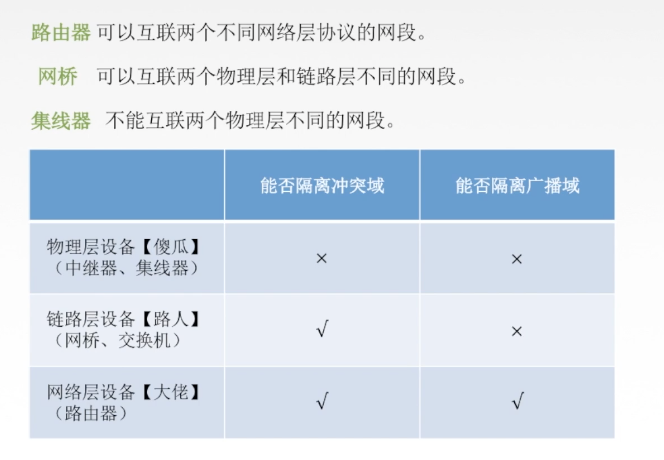 路由器 可以互联两个不同网络层协议的网段。
网桥 可以互联两个物理层和链路层不同的网段。
集线器 不能互联两个物理层不同的网段。
能否隔离冲突域 能否隔离广播域
物理层设备【傻瓜】
（中继器、集线器）
× ×
链路层设备【路人】
（网桥、交换机）
√ ×
网络层设备【大佬】
（路由器）
√ √